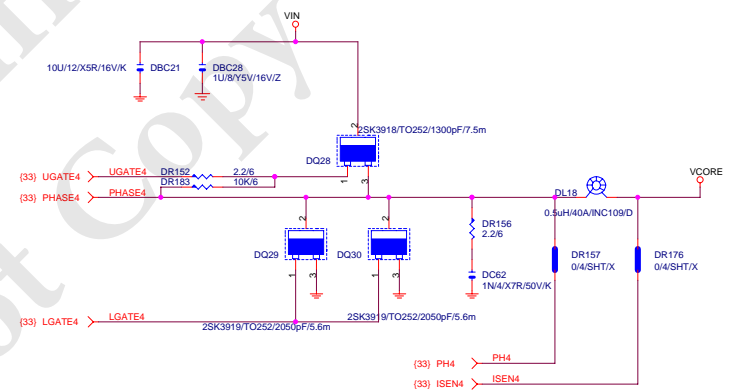 VIN
10U/12/X5R/16V/K
DBC21
DBC28
1U/8/Y5V/16V/Z
2
2SK3918/TO252/1300pF/7.5m
DQ28
1
3
{33} UGATE4
UGATE4
DR152
2.2/6
{33} PHASE4
PHASE4
DR183
10K/6
VCORE
DL18
0.5uH/40A/INC109/D
2
2
DQ29
DQ30
1
3
1
3
DR156
2.2/6
DC62
1N/4/X7R/50V/K
DR157
0/4/SHT/X
DR176
0/4/SHT/X
{33} LGATE4
LGATE4
2SK3919/TO252/2050pF/5.6m
2SK3919/TO252/2050pF/5.6m
{33} PH4
PH4
{33} ISEN4
ISEN4
Copy